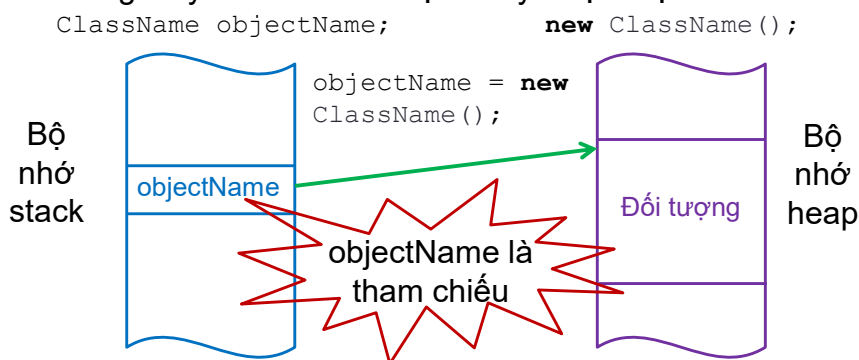 ClassName objectName;
new ClassName();
objectName = new
ClassName();
Bộ
nhớ
stack
objectName
Đối tượng
Bộ
nhớ
heap
objectName là
tham chiếu